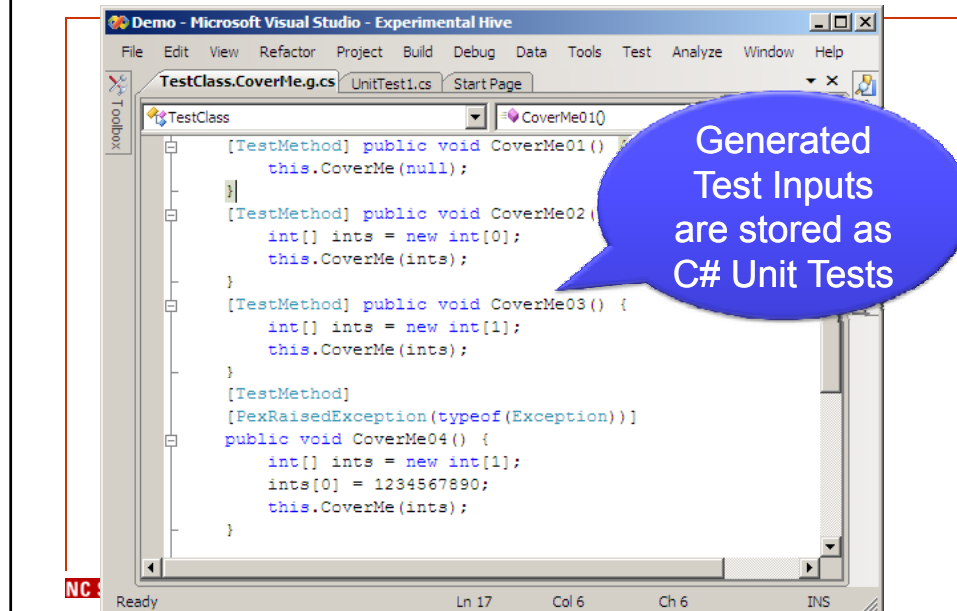 Demo - Microsoft Visual Studio - Experimental Hive
File Edit View Refactor Project Build Debug Data Tools Test Analyze Window Help
TestClass.CoverMe.g.cs UnitTest1.cs Start Page
Toolbox
TestClass CoverMe01()
[TestMethod] public void CoverMe01() {
this.CoverMe(null);
}
[TestMethod] public void CoverMe02(
int[] ints = new int[0];
this.CoverMe(ints);
}
[TestMethod] public void CoverMe03() {
int[] ints = new int[1];
this.CoverMe(ints);
}
[TestMethod]
[PexRaisedException(typeof(Exception))]
public void CoverMe04() {
int[] ints = new int[1];
ints[0] = 1234567890;
this.CoverMe(ints);
}
Generated
Test Inputs
are stored as
C# Unit Tests
NC
Ready Ln 17 Col 6 Ch 6 INS